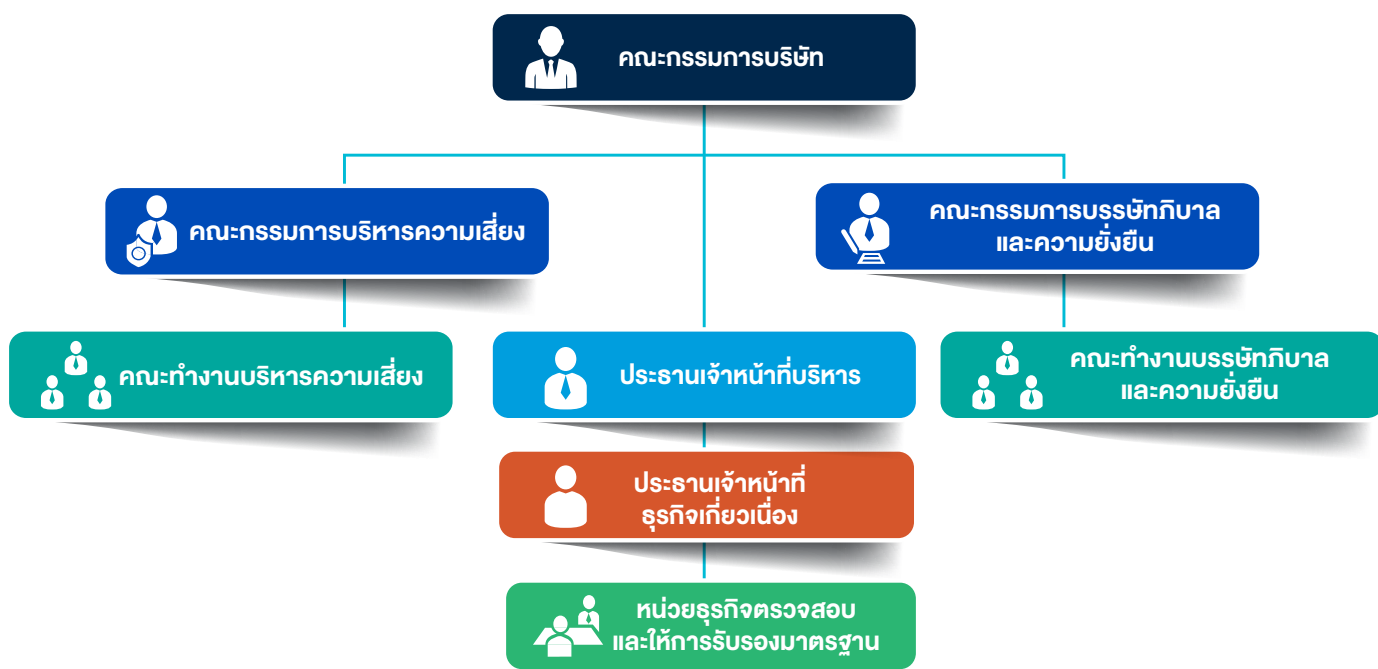 คณะกรรมการบริษัท
คณะกรรมการบริหารความเสี่ยง
คณะกรรมการบรรษัทภิบาล
และความยั่งยืน
คณะทำงานบริหารความเสี่ยง
ประธานเจ้าหน้าที่บริหาร
คณะทำงานบรรษัทภิบาล
และความยั่งยืน
ประธานเจ้าหน้าที่
ธุรกิจเกี่ยวเนื่อง
หน่วยธุรกิจตรวจสอบ
และให้การรับรองมาตรฐาน